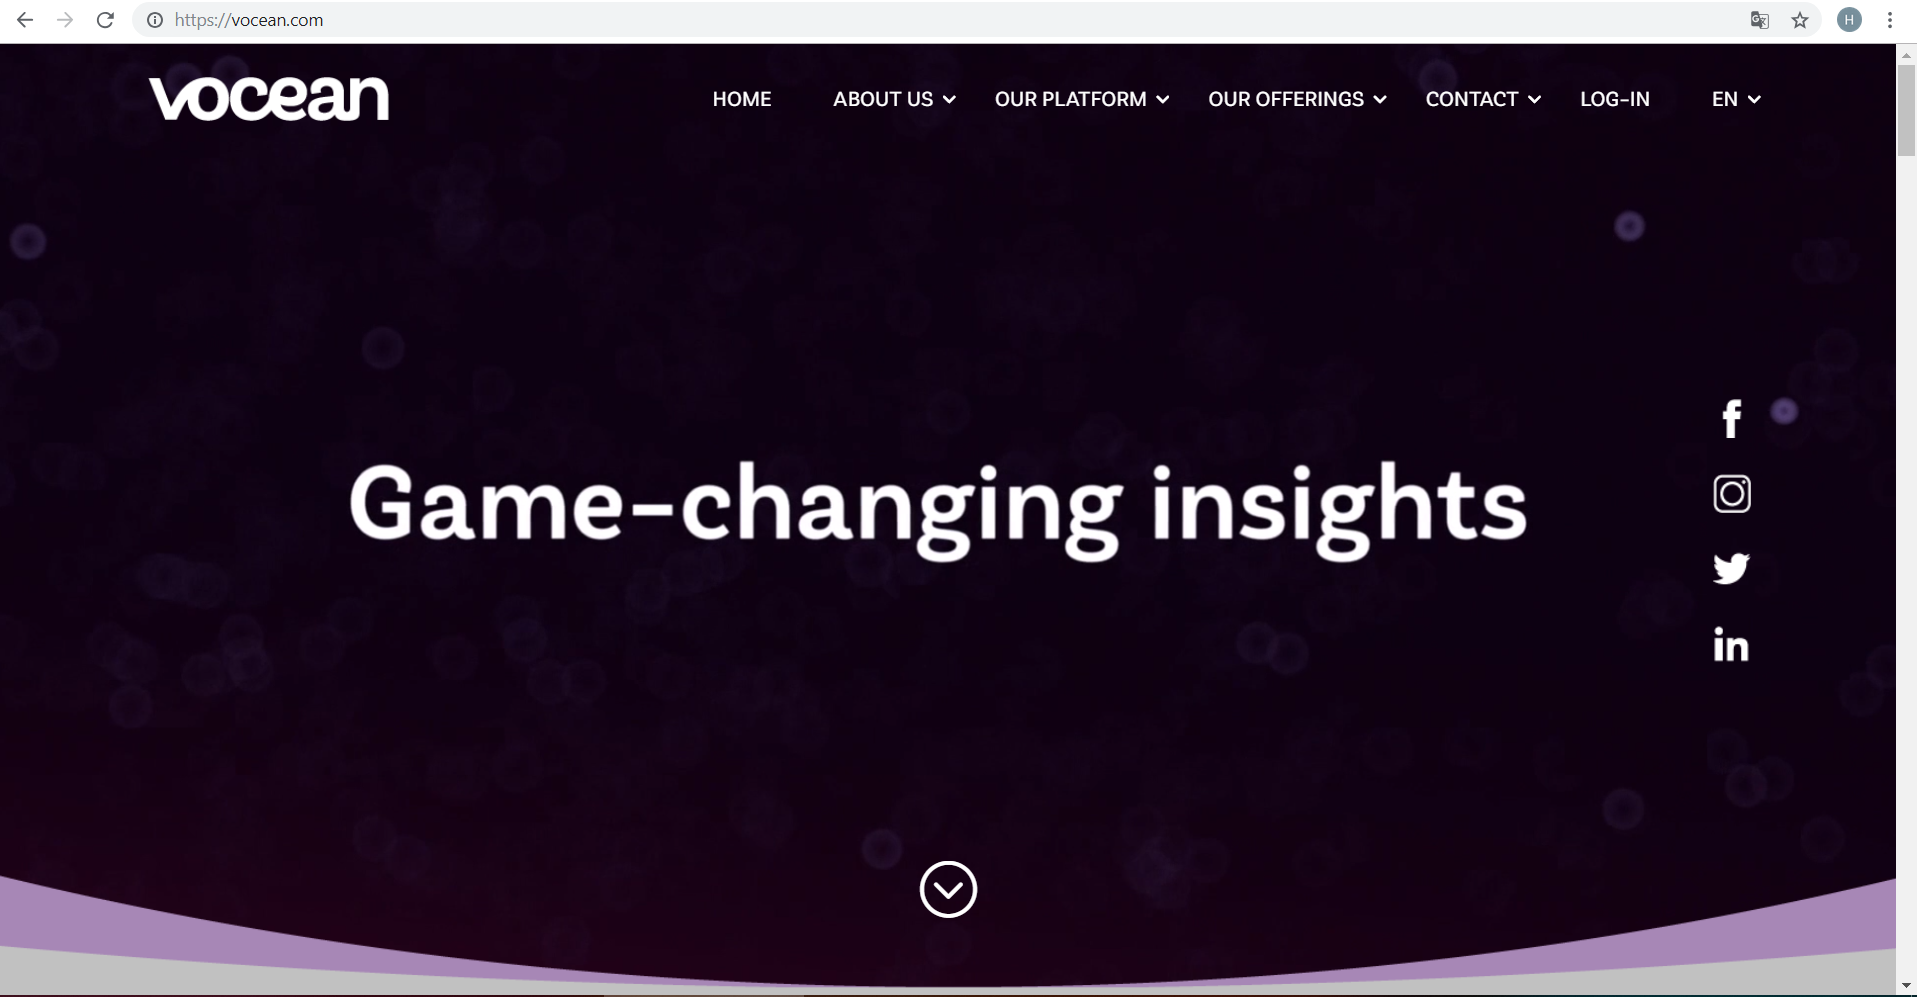 https://vocean.com
H
vocean
HOME ABOUT US OUR PLATFORM OUR OFFERINGS CONTACT LOG-IN EN
Game-changing insights
f
in